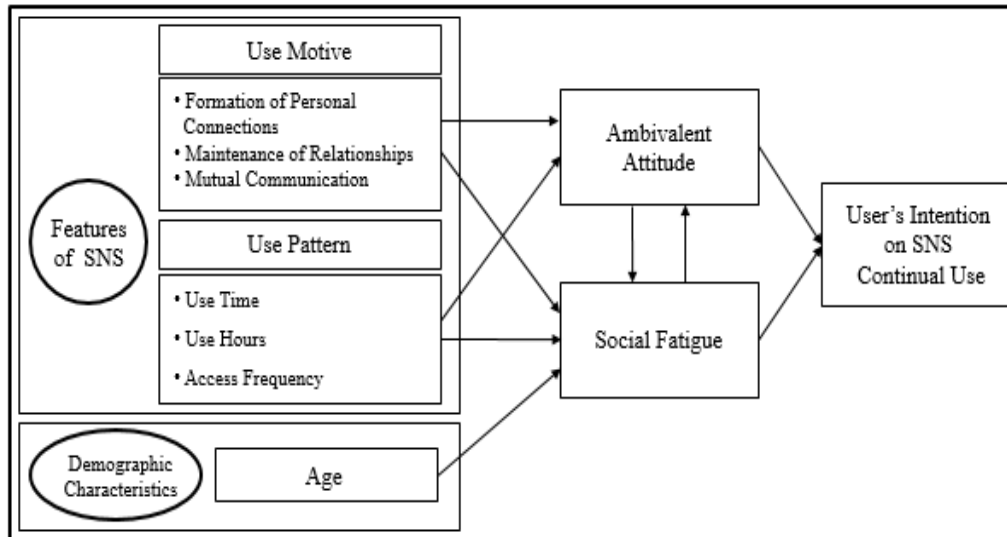 Use Motive
• Formation of Personal
Connections
• Maintenance of Relationships
• Mutual Communication
Features
of SNS
Use Pattern
• Use Time
• Use Hours
• Access Frequency
Demographic
Characteristics
Age
Ambivalent
Attitude
Social Fatigue
User’s Intention
on SNS
Continual Use